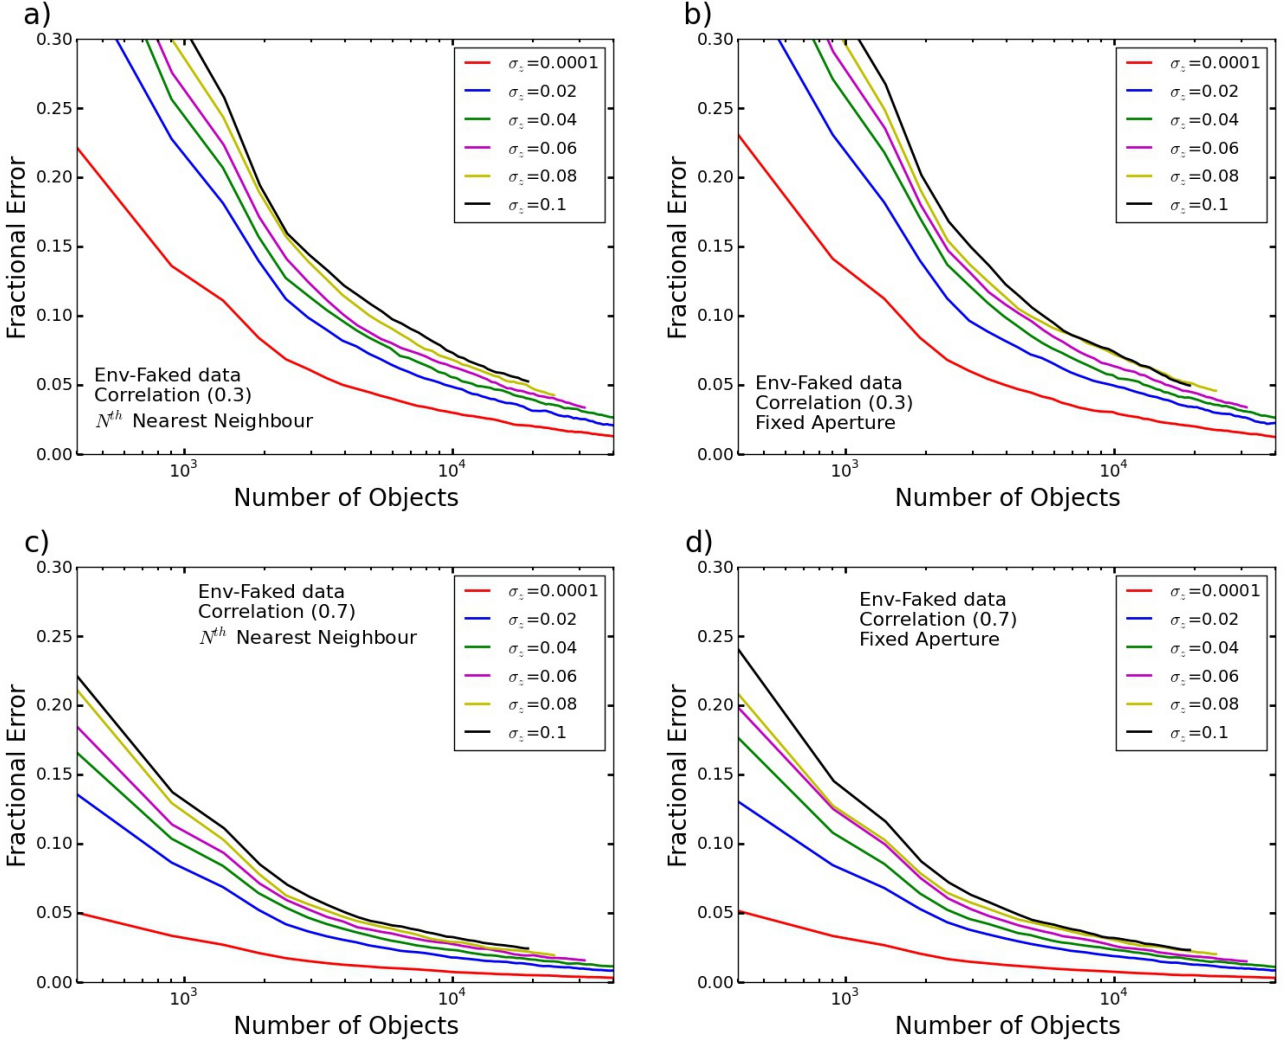 a)
0.30
0.25
0.20
0.15
0.10
0.05
0.00
Fractional Error
σz=0.0001
σz=0.02
σz=0.04
σz=0.06
σz=0.08
σz=0.1
Env-Faked data
Correlation (0.3)
Nth Nearest Neighbour
10³
10⁴
Number of Objects
b)
0.30
0.25
0.20
0.15
0.10
0.05
0.00
Fractional Error
σz=0.0001
σz=0.02
σz=0.04
σz=0.06
σz=0.08
σz=0.1
Env-Faked data
Correlation (0.3)
Fixed Aperture
10³
10⁴
Number of Objects
c)
0.30
0.25
0.20
0.15
0.10
0.05
0.00
Fractional Error
Env-Faked data
Correlation (0.7)
Nth Nearest Neighbour
σz=0.0001
σz=0.02
σz=0.04
σz=0.06
σz=0.08
σz=0.1
10³
10⁴
Number of Objects
d)
0.30
0.25
0.20
0.15
0.10
0.05
0.00
Fractional Error
Env-Faked data
Correlation (0.7)
Fixed Aperture
σz=0.0001
σz=0.02
σz=0.04
σz=0.06
σz=0.08
σz=0.1
10³
10⁴
Number of Objects